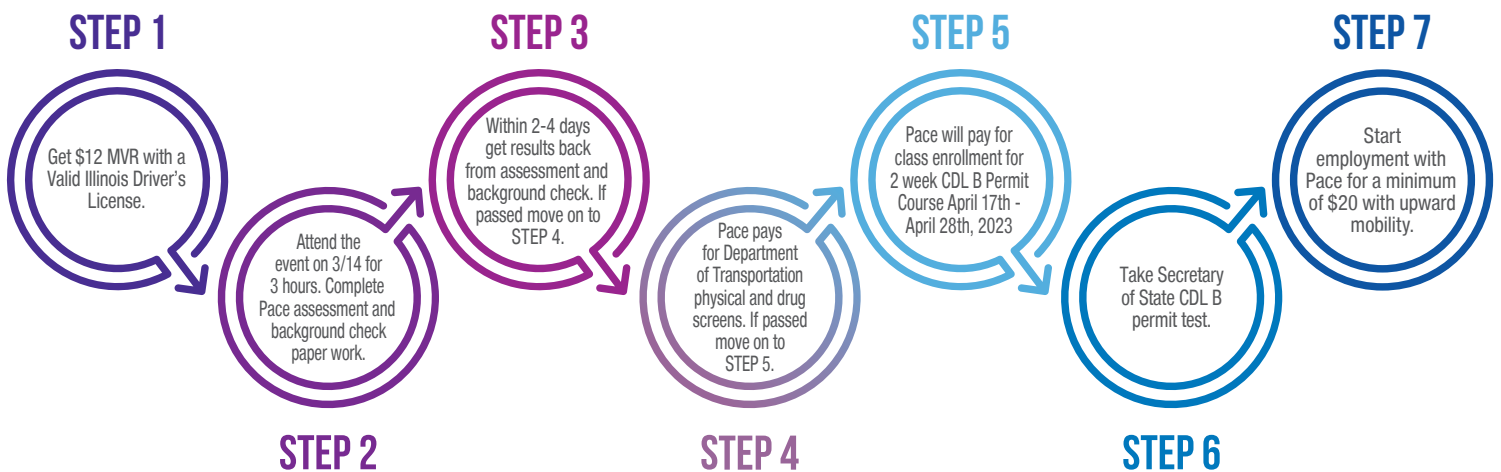 STEP 1
Get $12 MVR with a
Valid Illinois Driver's
License.
STEP 2
Attend the
event on 3/14 for
3 hours. Complete
Pace assessment and
background check
paper work.
STEP 3
Within 2-4 days
get results back
from assessment and
background check. If
passed move on to
STEP 4.
STEP 4
Pace pays
for Department
of Transportation
physical and drug
screens. If passed
move on to
STEP 5.
STEP 5
Pace will pay for
class enrollment for
2 week CDL B Permit
Course April 17th -
April 28th, 2023
STEP 6
Take Secretary
of State CDL B
permit test.
STEP 7
Start
employment with
Pace for a minimum
of $20 with upward
mobility.